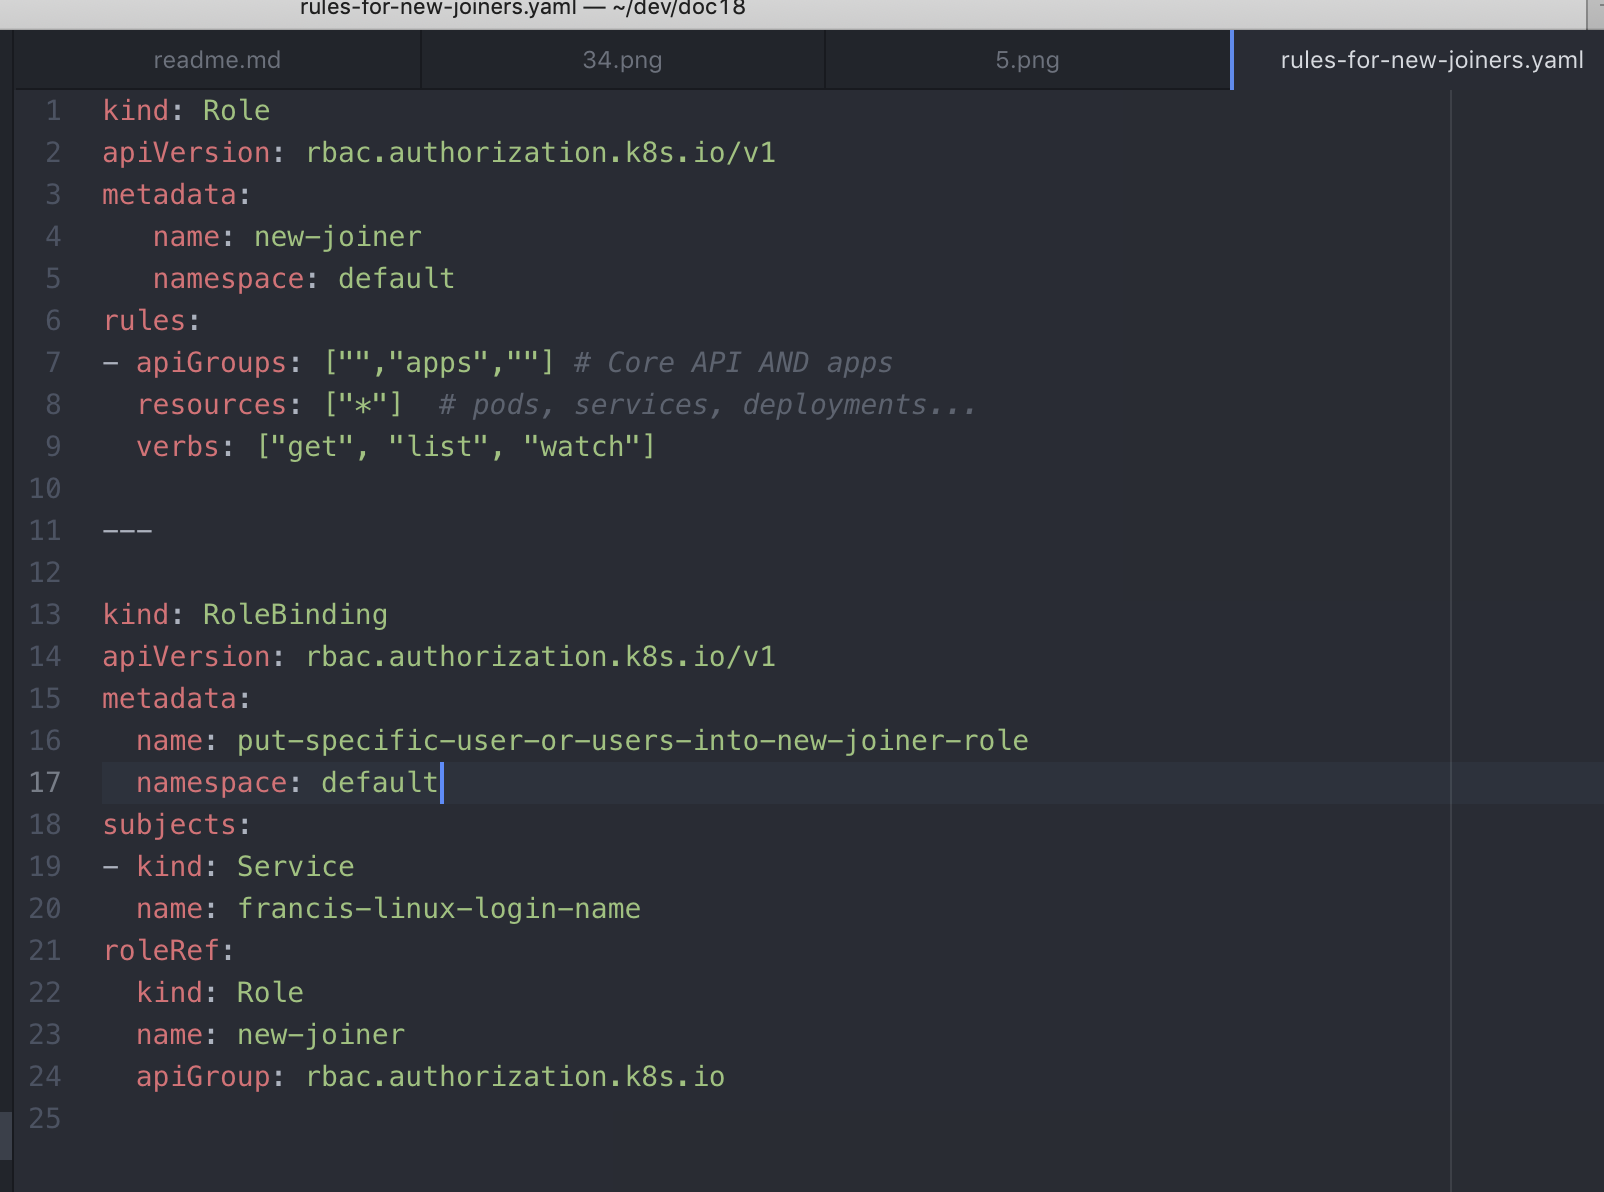 rules-for-new-joiners.yaml — ~/dev/doc18
readme.md 34.png 5.png rules-for-new-joiners.yaml
1 kind: Role
2 apiVersion: rbac.authorization.k8s.io/v1
3 metadata:
4    name: new-joiner
5    namespace: default
6 rules:
7 - apiGroups: ["","apps",""] # Core API AND apps
8   resources: ["*"]  # pods, services, deployments...
9   verbs: ["get", "list", "watch"]
10
11 ---
12
13 kind: RoleBinding
14 apiVersion: rbac.authorization.k8s.io/v1
15 metadata:
16   name: put-specific-user-or-users-into-new-joiner-role
17   namespace: default
18 subjects:
19 - kind: Service
20   name: francis-linux-login-name
21 roleRef:
22   kind: Role
23   name: new-joiner
24   apiGroup: rbac.authorization.k8s.io
25